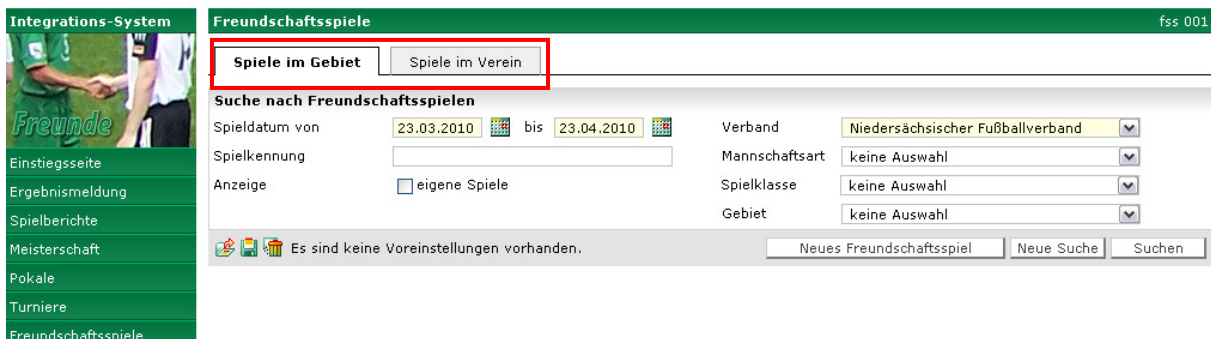 Integrations-System
Freundschaftsspiele fss 001
Spiele im Gebiet Spiele im Verein
Freunde
Suche nach Freundschaftsspielen
Spieldatum von 23.03.2010 bis 23.04.2010 Verband Niedersächsischer Fußballverband
Spielkennung Mannschaftsart keine Auswahl
Anzeige eigene Spiele Spielklasse keine Auswahl
Gebiet keine Auswahl
Es sind keine Voreinstellungen vorhanden. Neues Freundschaftsspiel Neue Suche Suchen
Einstiegsseite
Ergebnismeldung
Spielberichte
Meisterschaft
Pokale
Turniere
Freundschaftsspiele